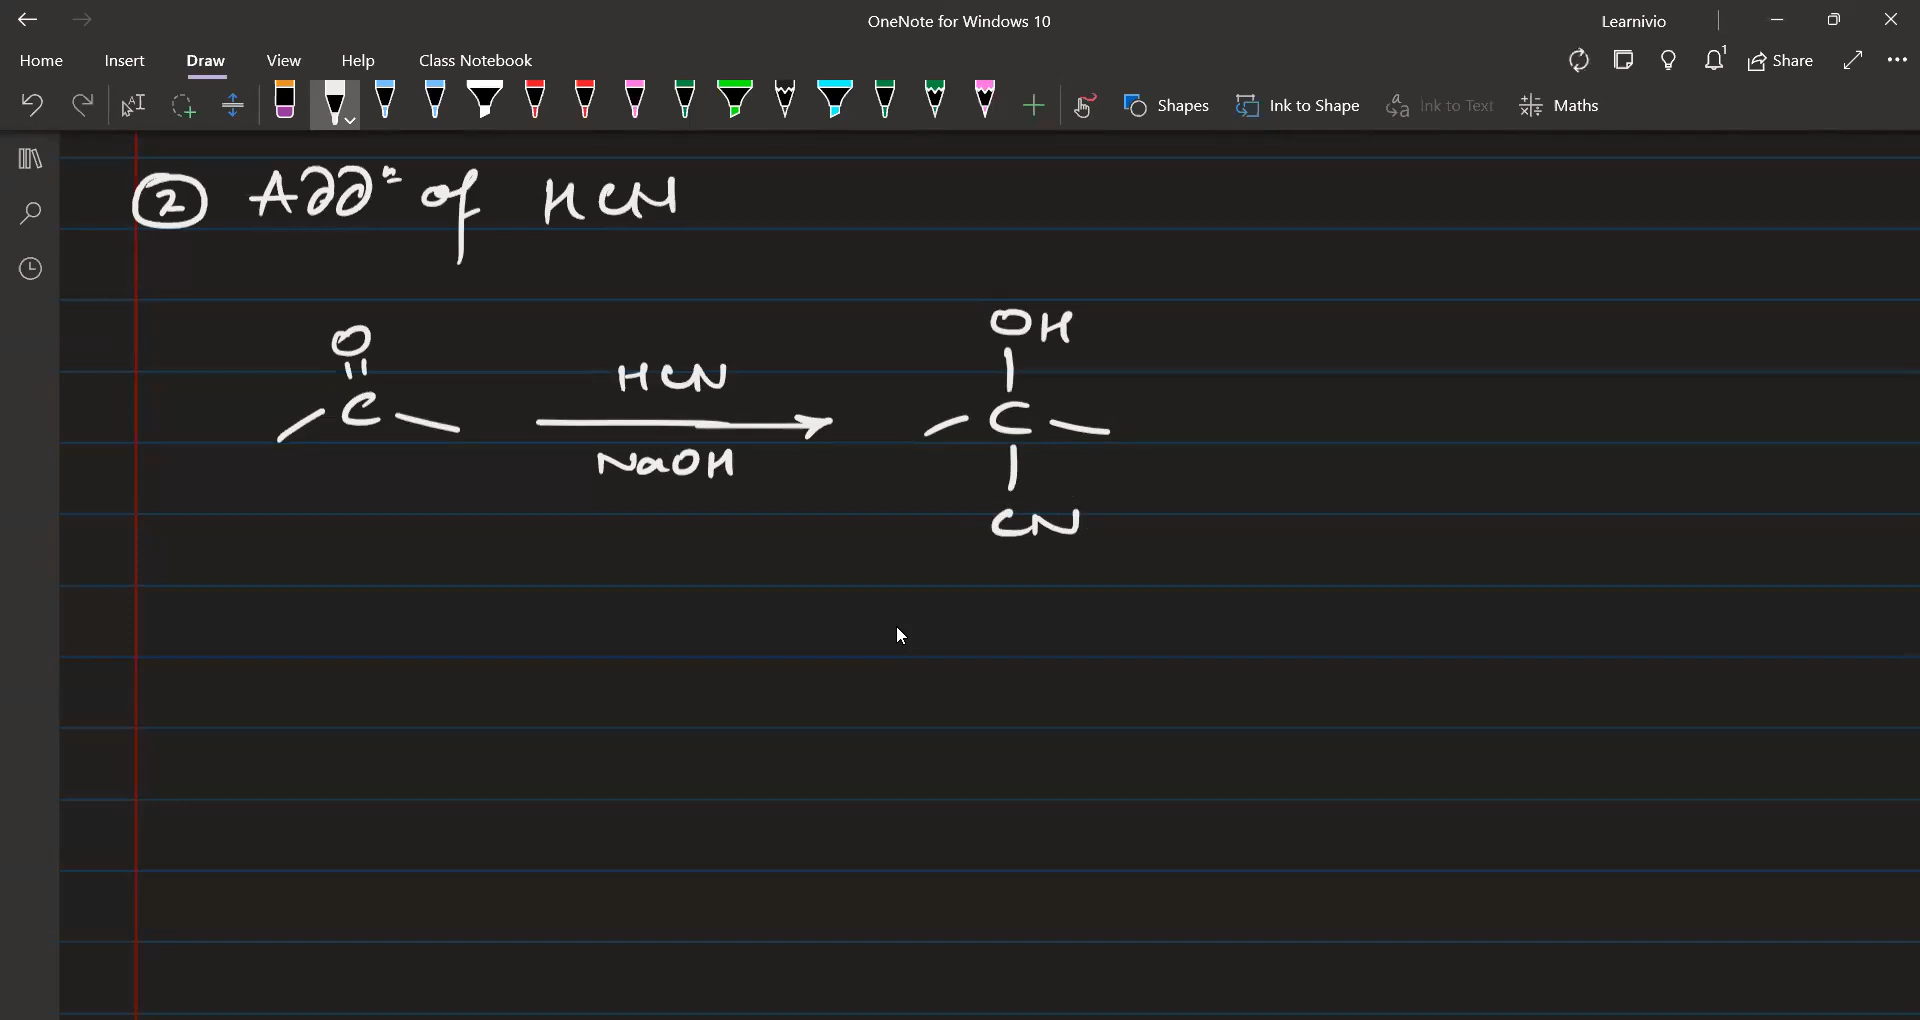 OneNote for Windows 10
Learnivio
Home Insert Draw View Help Class Notebook
1
Share
Shapes Ink to Shape Ink to Text Maths
② Addⁿ of HCN
O
||
C
HCN
NaOH
OH
|
— C —
|
CN